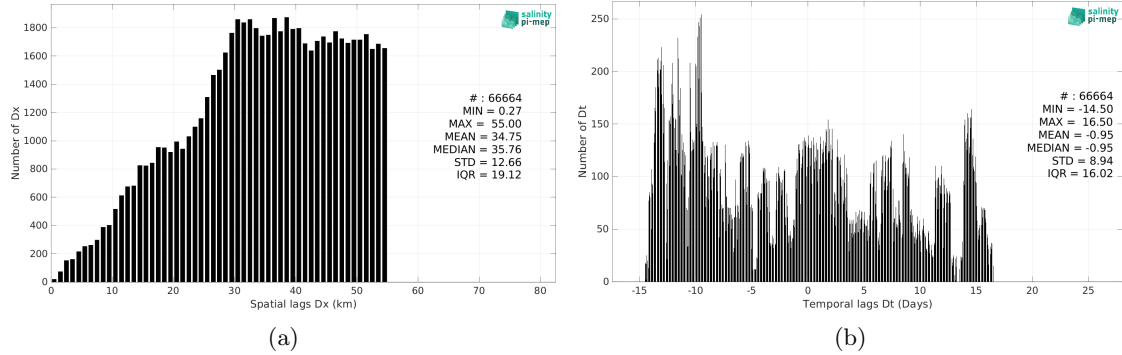 1800
1600
1400
1200
1000
800
600
400
200
0
Number of Dx
0 10 20 30 40 50 60 70 80
Spatial lags Dx (km)
salinity
pi-mep
# : 66664
MIN = 0.27
MAX = 55.00
MEAN = 34.75
MEDIAN = 35.76
STD = 12.66
IQR = 19.12
(a)
250
200
150
100
50
0
Number of Dt
-15 -10 -5 0 5 10 15 20 25
Temporal lags Dt (Days)
salinity
pi-mep
# : 66664
MIN = -14.50
MAX = 16.50
MEAN = -0.95
MEDIAN = -0.95
STD = 8.94
IQR = 16.02
(b)